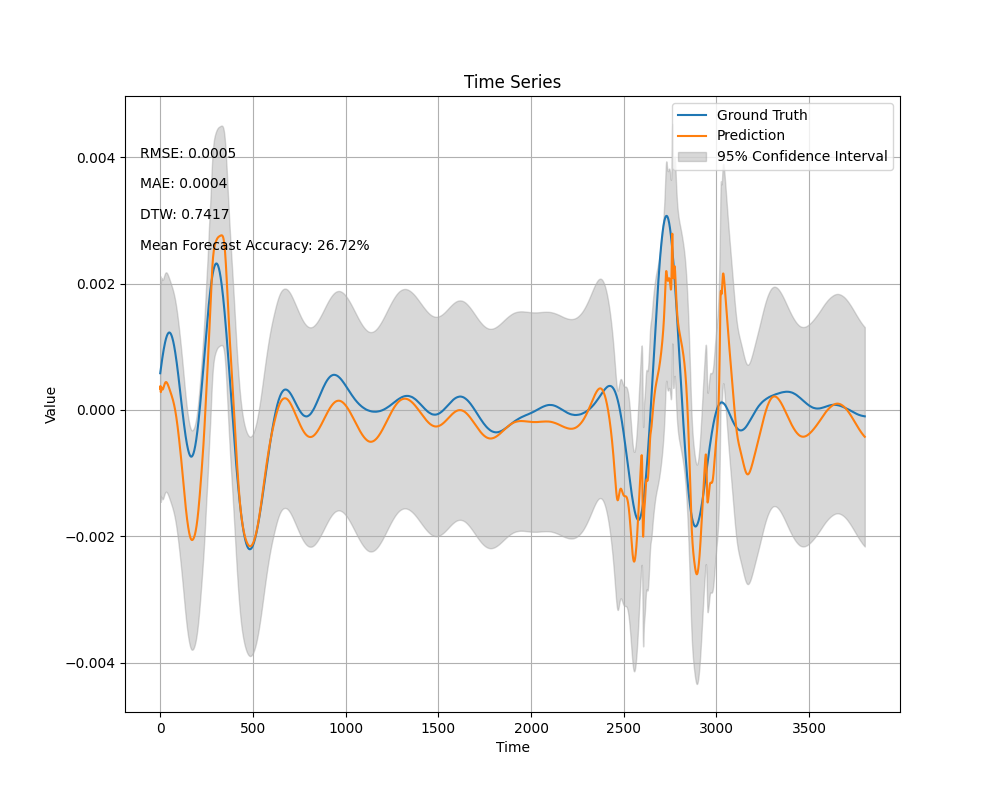 Time Series
Ground Truth
Prediction
95% Confidence Interval
RMSE: 0.0005
MAE: 0.0004
DTW: 0.7417
Mean Forecast Accuracy: 26.72%
0.004
0.002
0.000
−0.002
−0.004
Value
0 500 1000 1500 2000 2500 3000 3500
Time